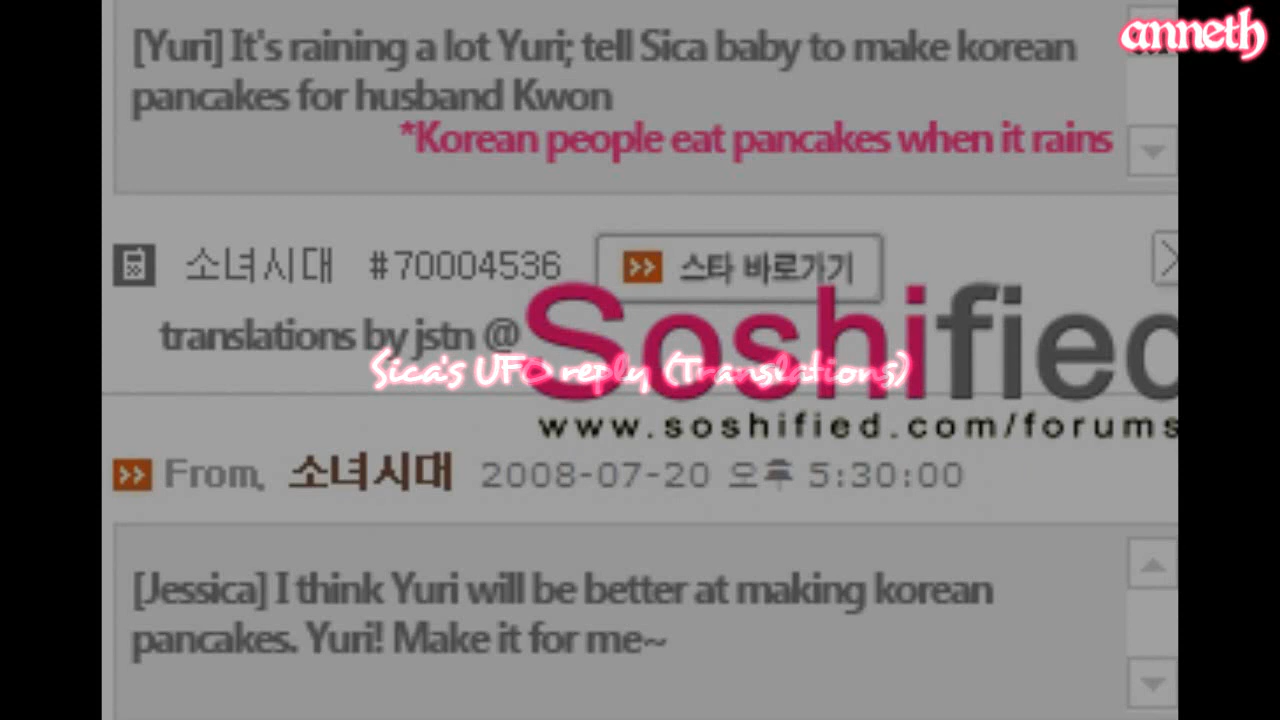 anneth
[Yuri] It's raining a lot Yuri; tell Sica baby to make korean
pancakes for husband Kwon
*Korean people eat pancakes when it rains
소녀시대 #70004536 스타 바로가기
translations by jstn @ Soshified
Sica's UFO reply (Translations)
www.soshified.com/forums
From, 소녀시대 2008-07-20 오후 5:30:00
[Jessica] I think Yuri will be better at making korean
pancakes. Yuri! Make it for me~